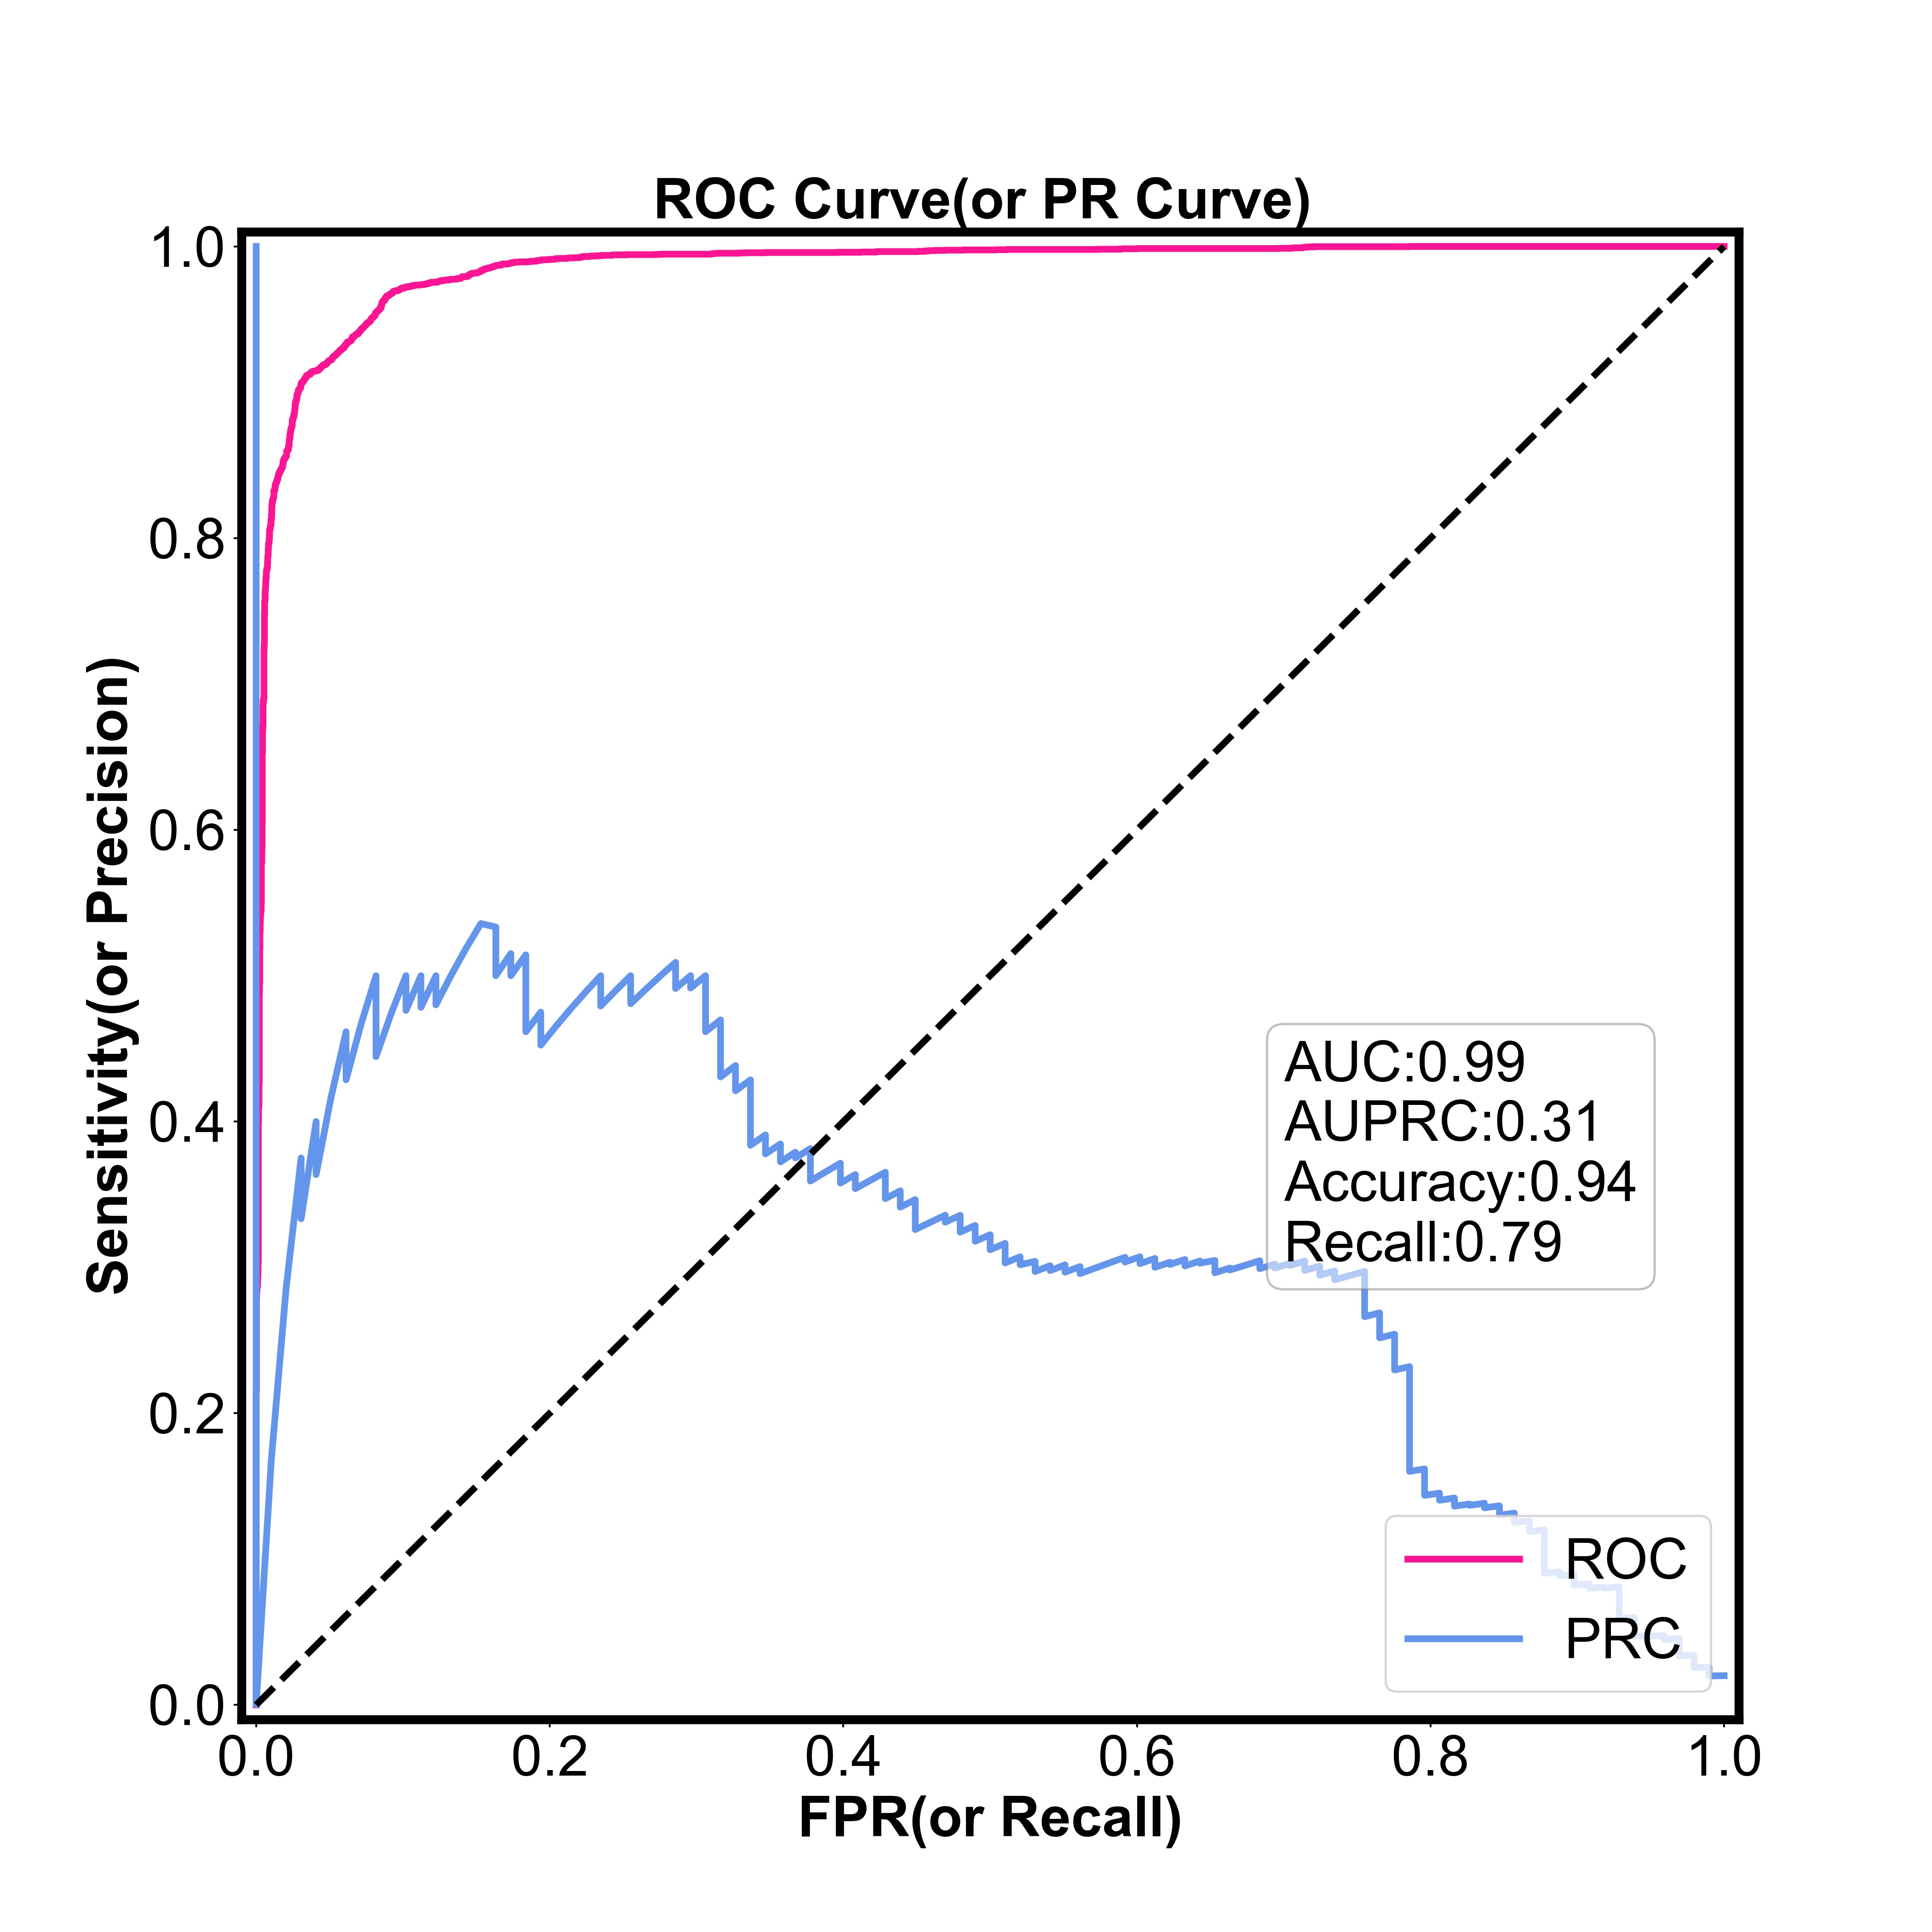 ROC Curve(or PR Curve)
1.0
0.8
0.6
0.4
0.2
0.0
Sensitivity(or Precision)
AUC:0.99
AUPRC:0.31
Accuracy:0.94
Recall:0.79
ROC
PRC
0.0 0.2 0.4 0.6 0.8 1.0
FPR(or Recall)